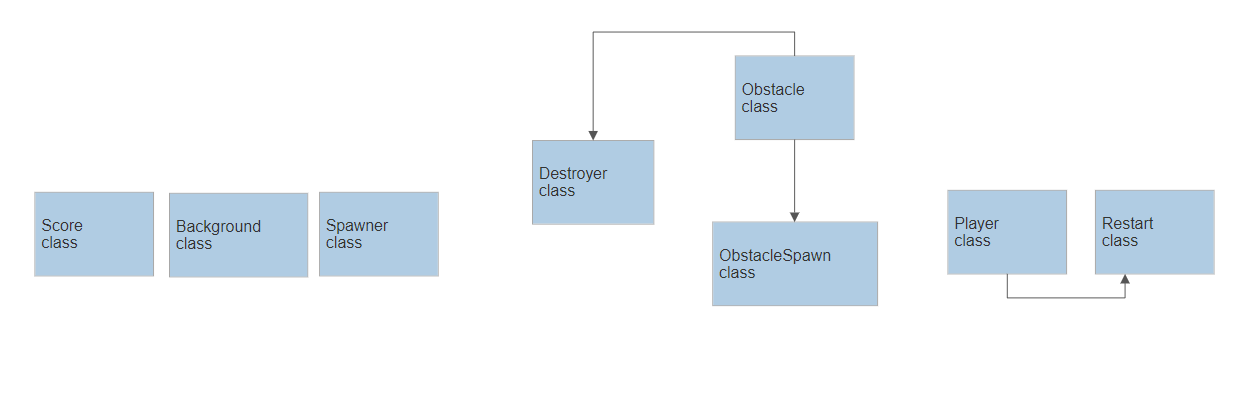 Obstacle
class
Destroyer
class
Score
class
Background
class
Spawner
class
ObstacleSpawn
class
Player
class
Restart
class